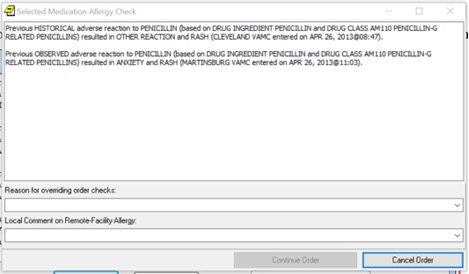 Selected Medication Allergy Check
Previous HISTORICAL adverse reaction to PENICILLIN (based on DRUG INGREDIENT PENICILLIN and DRUG CLASS AM110 PENICILLIN-G
RELATED PENICILLINS) resulted in OTHER REACTION and RASH (CLEVELAND VAMC entered on APR 26, 2013@08:47).
Previous OBSERVED adverse reaction to PENICILLIN (based on DRUG INGREDIENT PENICILLIN and DRUG CLASS AM110 PENICILLIN-G
RELATED PENICILLINS) resulted in ANXIETY and RASH (MARTINSBURG VAMC entered on APR 26, 2013@11:03).
Reason for overriding order checks:
Local Comment on Remote-Facility Allergy:
Continue Order
Cancel Order